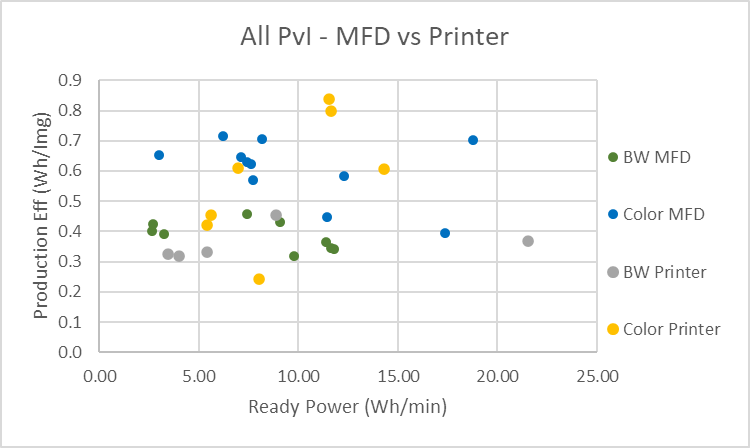 All PvI - MFD vs Printer
Production Eff (Wh/Img)
0.9
0.8
0.7
0.6
0.5
0.4
0.3
0.2
0.1
0.0
0.00 5.00 10.00 15.00 20.00 25.00
Ready Power (Wh/min)
BW MFD
Color MFD
BW Printer
Color Printer